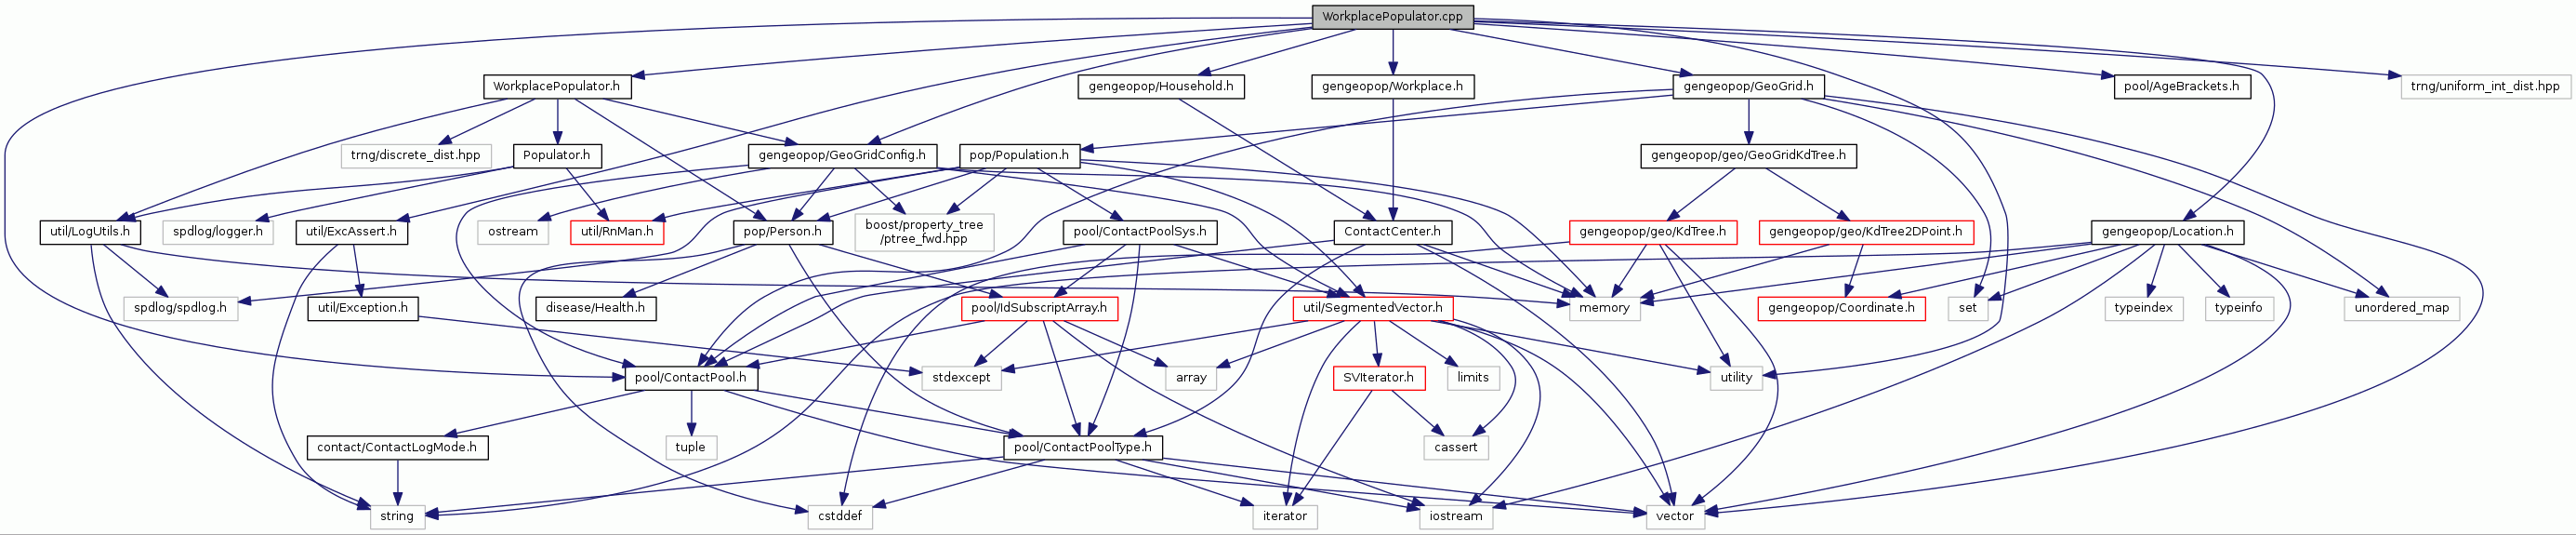 WorkplacePopulator.cpp
WorkplacePopulator.h
gengeopop/Household.h
gengeopop/Workplace.h
gengeopop/GeoGrid.h
pool/AgeBrackets.h
trng/uniform_int_dist.hpp
trng/discrete_dist.hpp
Populator.h
gengeopop/GeoGridConfig.h
pop/Population.h
gengeopop/geo/GeoGridKdTree.h
util/LogUtils.h
spdlog/logger.h
util/ExcAssert.h
ostream
util/RnMan.h
pop/Person.h
boost/property_tree
/ptree_fwd.hpp
pool/ContactPoolSys.h
ContactCenter.h
gengeopop/geo/KdTree.h
gengeopop/geo/KdTree2DPoint.h
gengeopop/Location.h
spdlog/spdlog.h
util/Exception.h
disease/Health.h
pool/IdSubscriptArray.h
util/SegmentedVector.h
memory
gengeopop/Coordinate.h
set
typeindex
typeinfo
unordered_map
pool/ContactPool.h
stdexcept
array
SVIterator.h
limits
utility
contact/ContactLogMode.h
tuple
pool/ContactPoolType.h
cassert
string
cstddef
iterator
iostream
vector